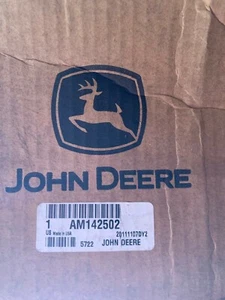 JOHN DEERE
1 AM142502
US Made in USA 20111107DY2
5722 JOHN DEERE